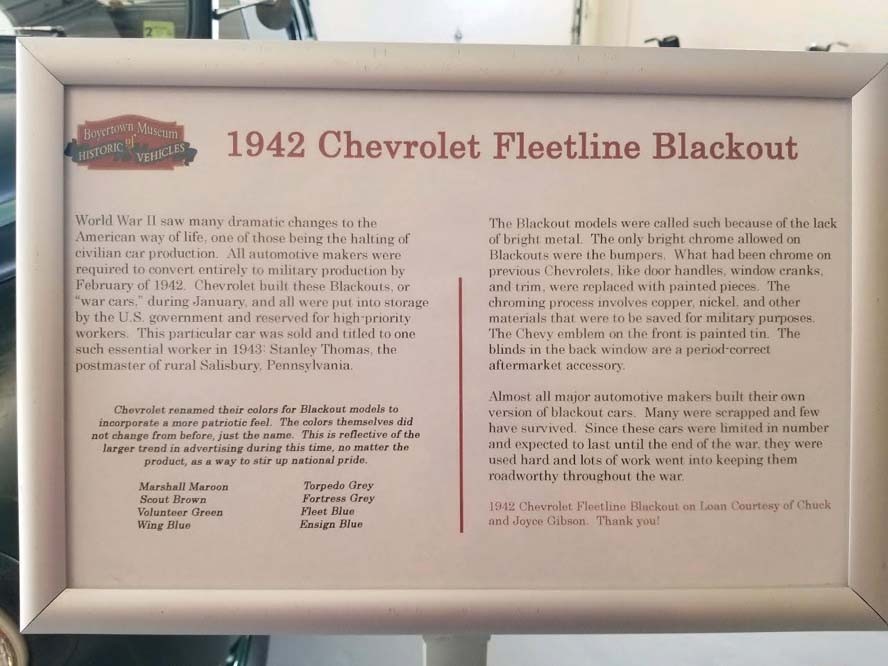 2
Boyertown Museum
of
HISTORIC VEHICLES
1942 Chevrolet Fleetline Blackout
World War II saw many dramatic changes to the
American way of life, one of those being the halting of
civilian car production. All automotive makers were
required to convert entirely to military production by
February of 1942. Chevrolet built these Blackouts, or
"war cars," during January, and all were put into storage
by the U.S. government and reserved for high-priority
workers. This particular car was sold and titled to one
such essential worker in 1943: Stanley Thomas, the
postmaster of rural Salisbury, Pennsylvania.
Chevrolet renamed their colors for Blackout models to
incorporate a more patriotic feel. The colors themselves did
not change from before, just the name. This is reflective of the
larger trend in advertising during this time, no matter the
product, as a way to stir up national pride.
Marshall Maroon
Scout Brown
Volunteer Green
Wing Blue
Torpedo Grey
Fortress Grey
Fleet Blue
Ensign Blue
The Blackout models were called such because of the lack
of bright metal. The only bright chrome allowed on
Blackouts were the bumpers. What had been chrome on
previous Chevrolets, like door handles, window cranks,
and trim, were replaced with painted pieces. The
chroming process involves copper, nickel, and other
materials that were to be saved for military purposes.
The Chevy emblem on the front is painted tin. The
blinds in the back window are a period-correct
aftermarket accessory.
Almost all major automotive makers built their own
version of blackout cars. Many were scrapped and few
have survived. Since these cars were limited in number
and expected to last until the end of the war, they were
used hard and lots of work went into keeping them
roadworthy throughout the war.
1942 Chevrolet Fleetline Blackout on Loan Courtesy of Chuck
and Joyce Gibson. Thank you!